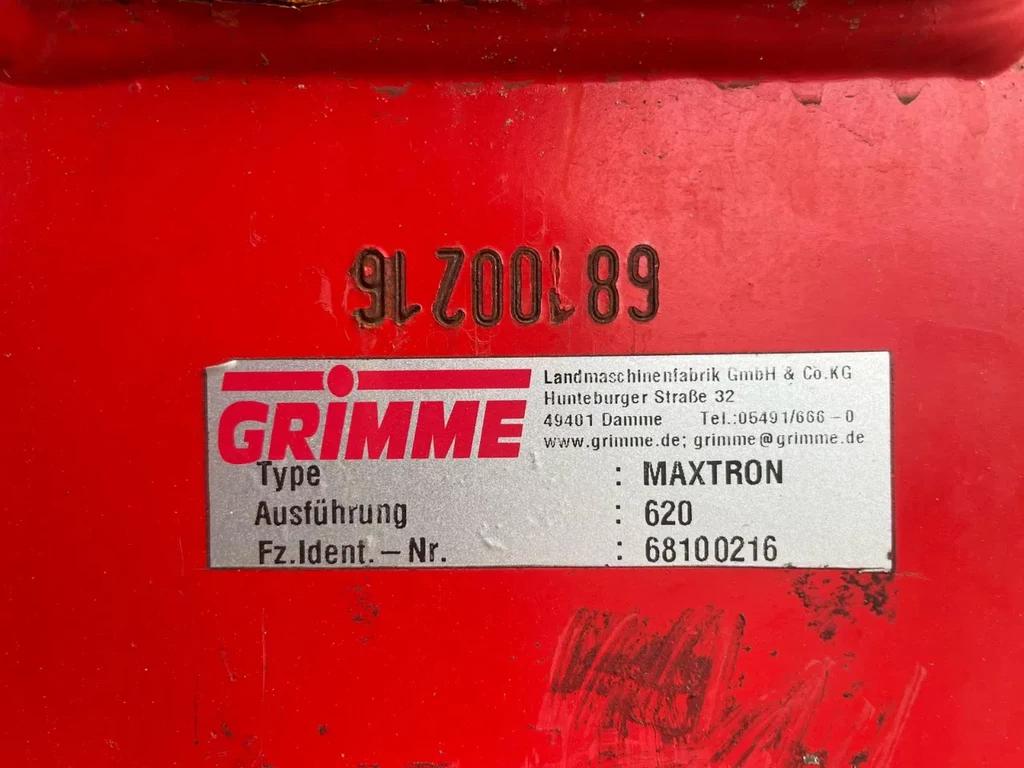 68100216
GRIMME
Landmaschinenfabrik GmbH & Co.KG
Hunteburger Straße 32
49401 Damme Tel.:05491/666-0
www.grimme.de; grimme@grimme.de
Type : MAXTRON
Ausführung : 620
Fz.Ident.-Nr. : 68100216